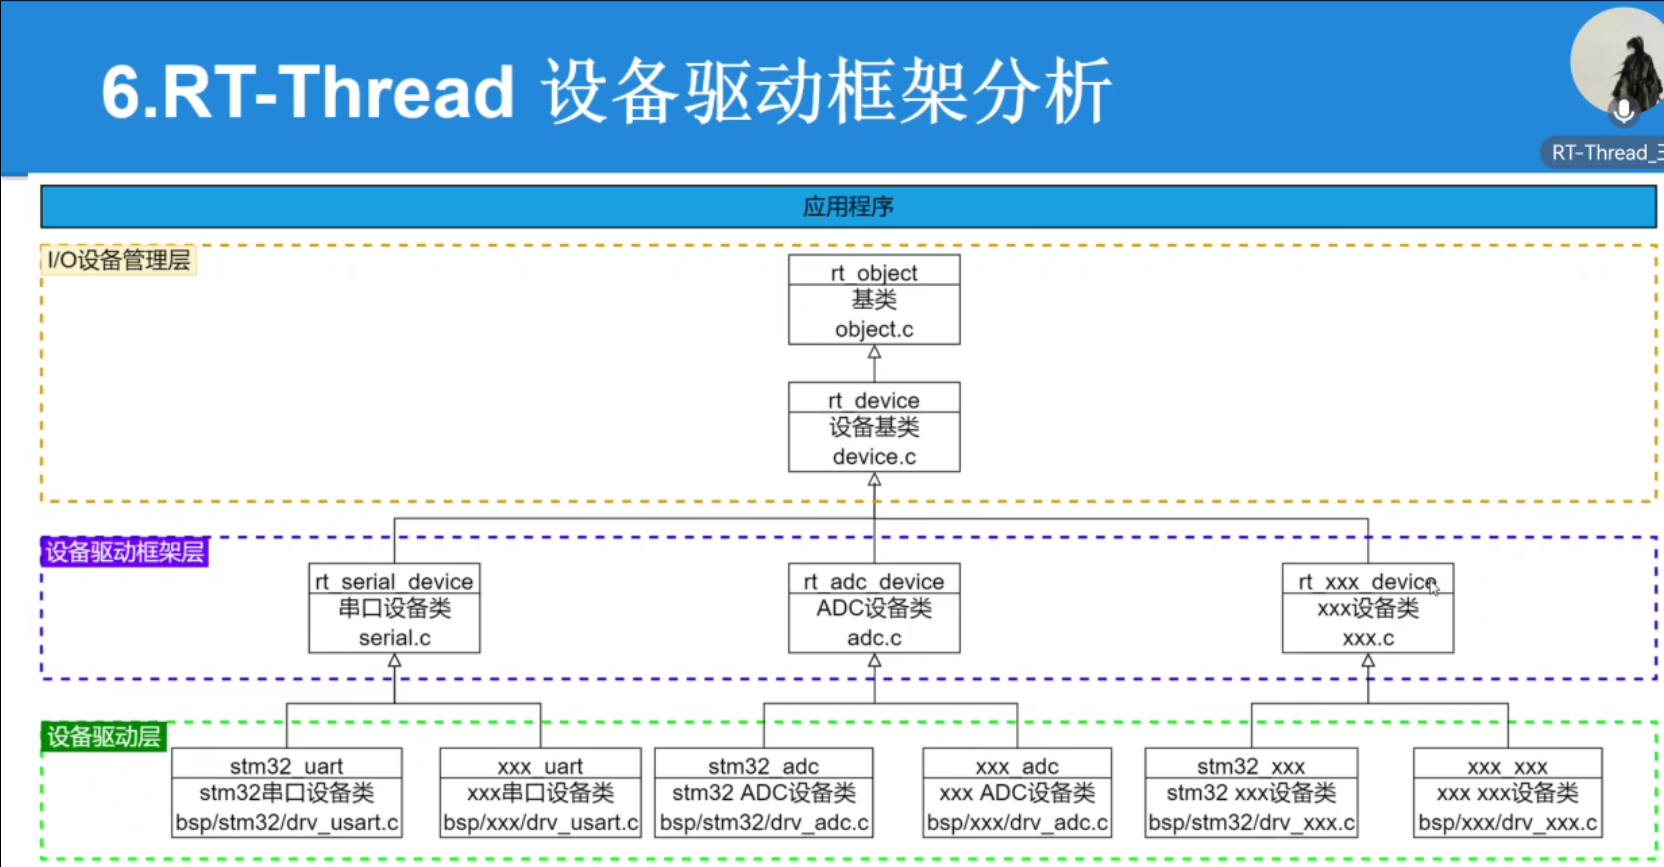 6.RT-Thread 设备驱动框架分析
RT-Thread_
应用程序
I/O设备管理层
rt_object
基类
object.c
rt_device
设备基类
device.c
设备驱动框架层
rt_serial_device
串口设备类
serial.c
rt_adc_device
ADC设备类
adc.c
rt_xxx_device
xxx设备类
xxx.c
设备驱动层
stm32_uart
stm32串口设备类
bsp/stm32/drv_usart.c
xxx_uart
xxx串口设备类
bsp/xxx/drv_usart.c
stm32_adc
stm32 ADC设备类
bsp/stm32/drv_adc.c
xxx_adc
xxx ADC设备类
bsp/xxx/drv_adc.c
stm32_xxx
stm32 xxx设备类
bsp/stm32/drv_xxx.c
xxx_xxx
xxx xxx设备类
bsp/xxx/drv_xxx.c